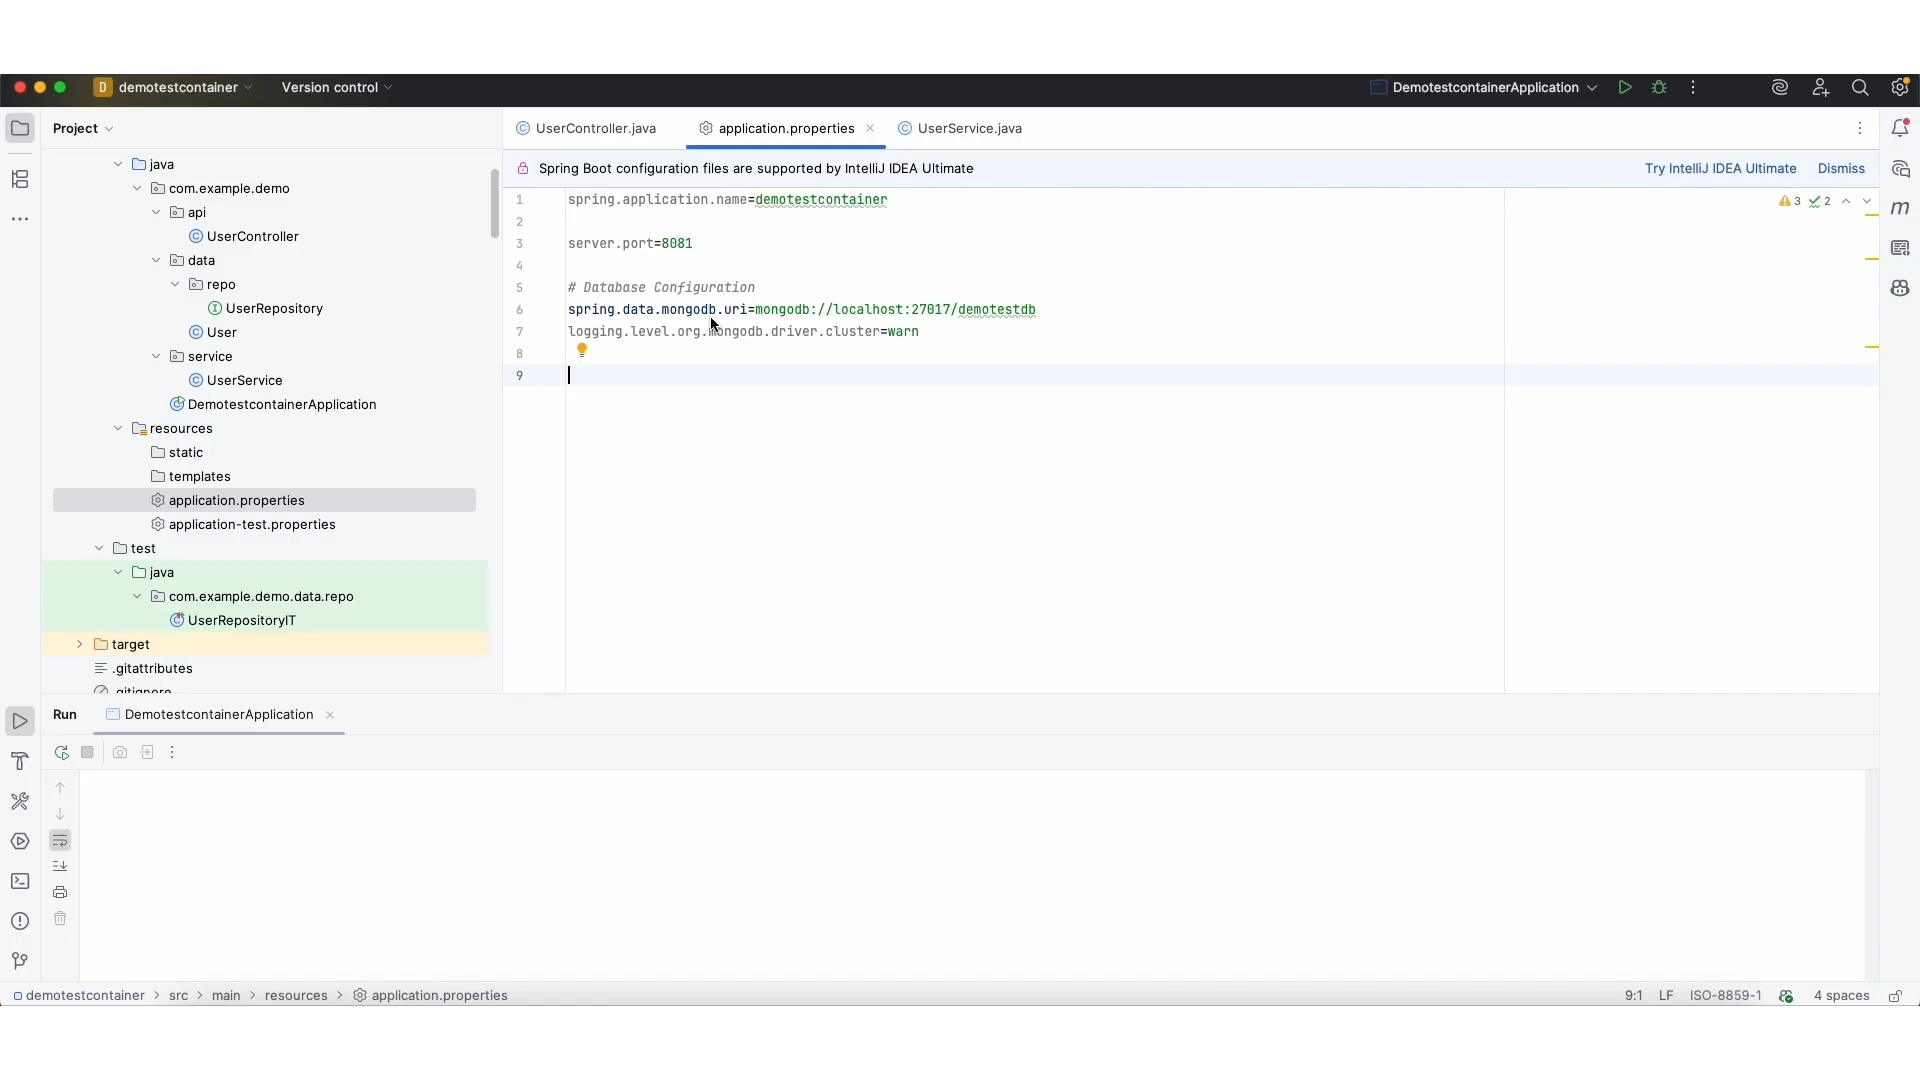 D demotestcontainer Version control DemotestcontainerApplication
Project
UserController.java application.properties UserService.java
Spring Boot configuration files are supported by IntelliJ IDEA Ultimate Try IntelliJ IDEA Ultimate Dismiss
java
com.example.demo
api
UserController
data
repo
UserRepository
User
service
UserService
DemotestcontainerApplication
resources
static
templates
application.properties
application-test.properties
test
java
com.example.demo.data.repo
UserRepositoryIT
target
.gitattributes
.gitignore
1 spring.application.name=demotestcontainer
2
3 server.port=8081
4
5 # Database Configuration
6 spring.data.mongodb.uri=mongodb://localhost:27017/demotestdb
7 logging.level.org.mongodb.driver.cluster=warn
8
9
3 2
m
Run DemotestcontainerApplication
demotestcontainer > src > main > resources > application.properties 9:1 LF ISO-8859-1 4 spaces